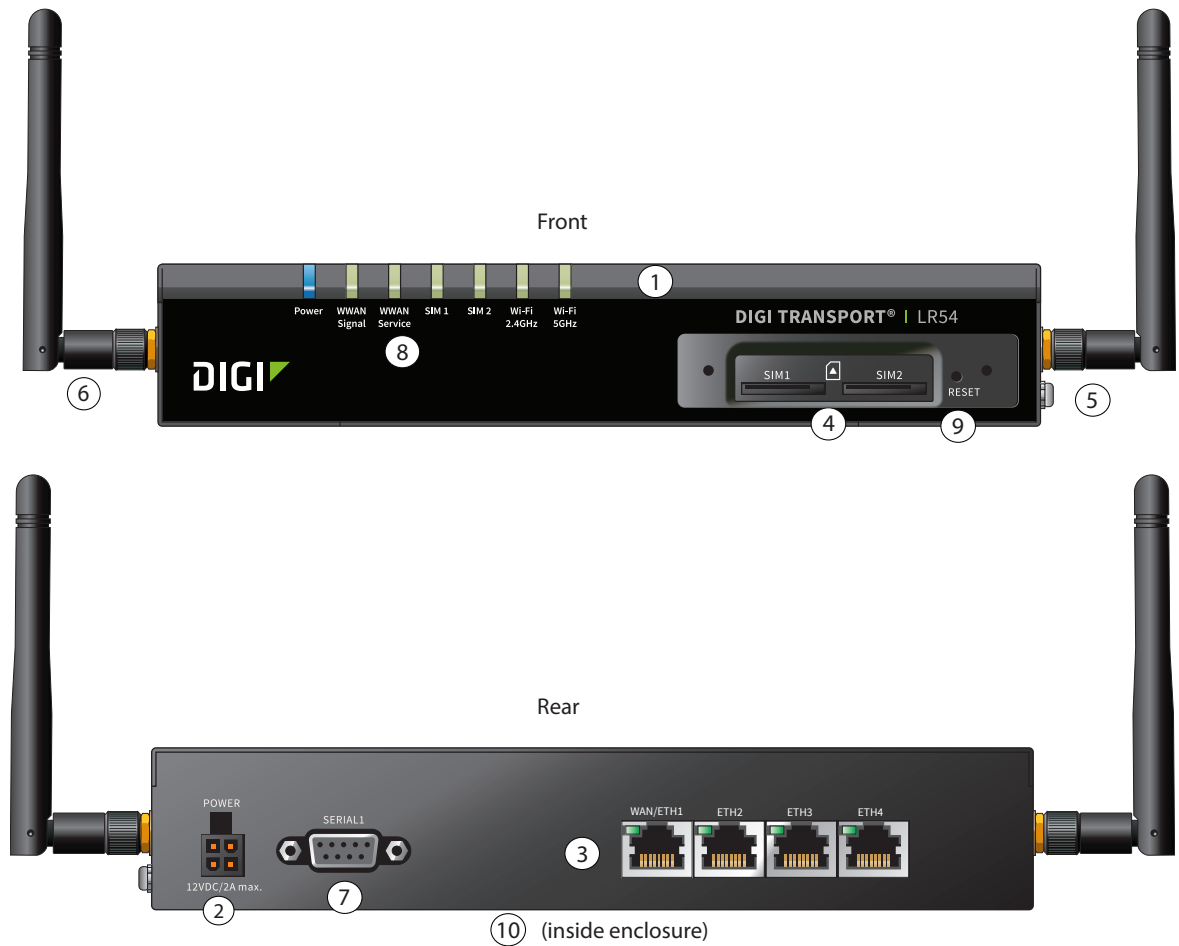 Front
1
Power WWAN Signal WWAN Service SIM 1 SIM 2 Wi-Fi 2.4GHz Wi-Fi 5GHz
8
DIGI TRANSPORT® | LR54
DIGI
SIM1 SIM2
RESET
6
5
4
9
Rear
POWER
12VDC/2A max.
2
SERIAL1
7
3
WAN/ETH1 ETH2 ETH3 ETH4
10 (inside enclosure)